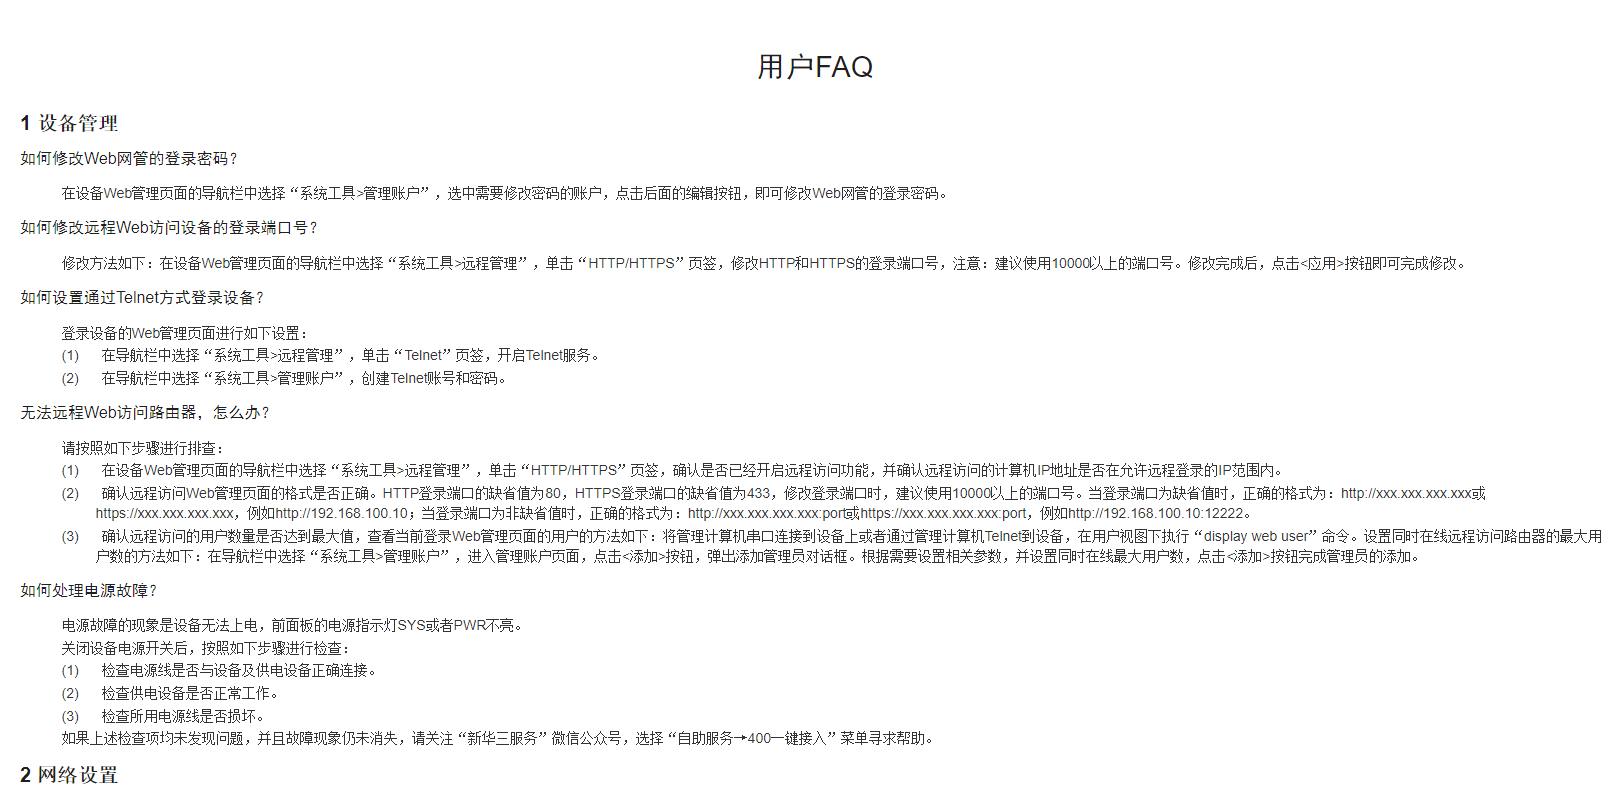 用户FAQ
1 设备管理
如何修改Web网管的登录密码？
在设备Web管理页面的导航栏中选择“系统工具>管理账户”，选中需要修改密码的账户，点击后面的编辑按钮，即可修改Web网管的登录密码。
如何修改远程Web访问设备的登录端口号？
修改方法如下：在设备Web管理页面的导航栏中选择“系统工具>远程管理”，单击“HTTP/HTTPS”页签，修改HTTP和HTTPS的登录端口号，注意：建议使用10000以上的端口号。修改完成后，点击<应用>按钮即可完成修改。
如何设置通过Telnet方式登录设备？
登录设备的Web管理页面进行如下设置：
(1) 在导航栏中选择“系统工具>远程管理”，单击“Telnet”页签，开启Telnet服务。
(2) 在导航栏中选择“系统工具>管理账户”，创建Telnet账号和密码。
无法远程Web访问路由器，怎么办？
请按照如下步骤进行排查：
(1) 在设备Web管理页面的导航栏中选择“系统工具>远程管理”，单击“HTTP/HTTPS”页签，确认是否已经开启远程访问功能，并确认远程访问的计算机IP地址是否在允许远程登录的IP范围内。
(2) 确认远程访问Web管理页面的格式是否正确。HTTP登录端口的缺省值为80，HTTPS登录端口的缺省值为433，修改登录端口时，建议使用10000以上的端口号。当登录端口为缺省值时，正确的格式为：http://xxx.xxx.xxx.xxx或
https://xxx.xxx.xxx.xxx，例如http://192.168.100.10；当登录端口为非缺省值时，正确的格式为：http://xxx.xxx.xxx.xxx:port或https://xxx.xxx.xxx.xxx:port，例如http://192.168.100.10:12222。
(3) 确认远程访问的用户数量是否达到最大值，查看当前登录Web管理页面的用户的方法如下：将管理计算机串口连接到设备上或者通过管理计算机Telnet到设备，在用户视图下执行“display web user”命令。设置同时在线远程访问路由器的最大用
户数的方法如下：在导航栏中选择“系统工具>管理账户”，进入管理账户页面，点击<添加>按钮，弹出添加管理员对话框。根据需要设置相关参数，并设置同时在线最大用户数，点击<添加>按钮完成管理员的添加。
如何处理电源故障？
电源故障的现象是设备无法上电，前面板的电源指示灯SYS或者PWR不亮。
关闭设备电源开关后，按照如下步骤进行检查：
(1) 检查电源线是否与设备及供电设备正确连接。
(2) 检查供电设备是否正常工作。
(3) 检查所用电源线是否损坏。
如果上述检查项均未发现问题，并且故障现象仍未消失，请关注“新华三服务”微信公众号，选择“自助服务→400一键接入”菜单寻求帮助。
2 网络设置